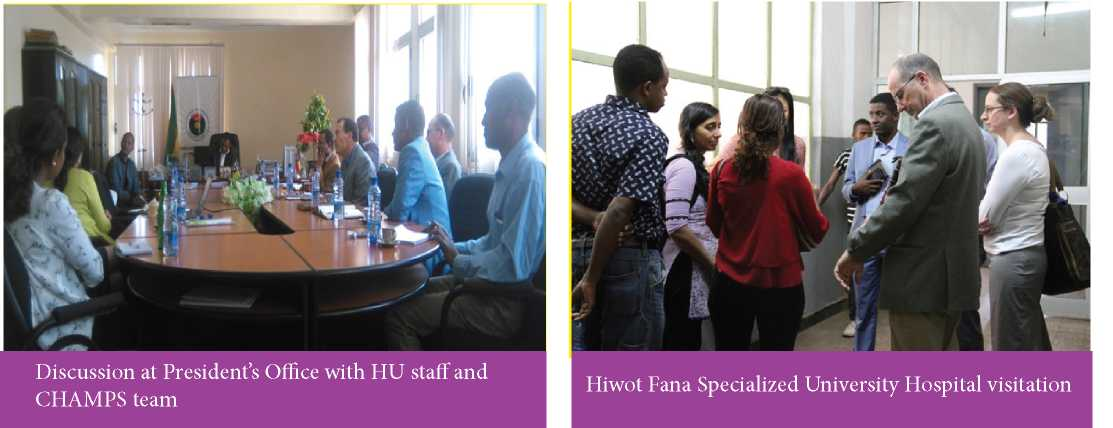 Discussion at President's Office with HU staff and
CHAMPS team
Hiwot Fana Specialized University Hospital visitation